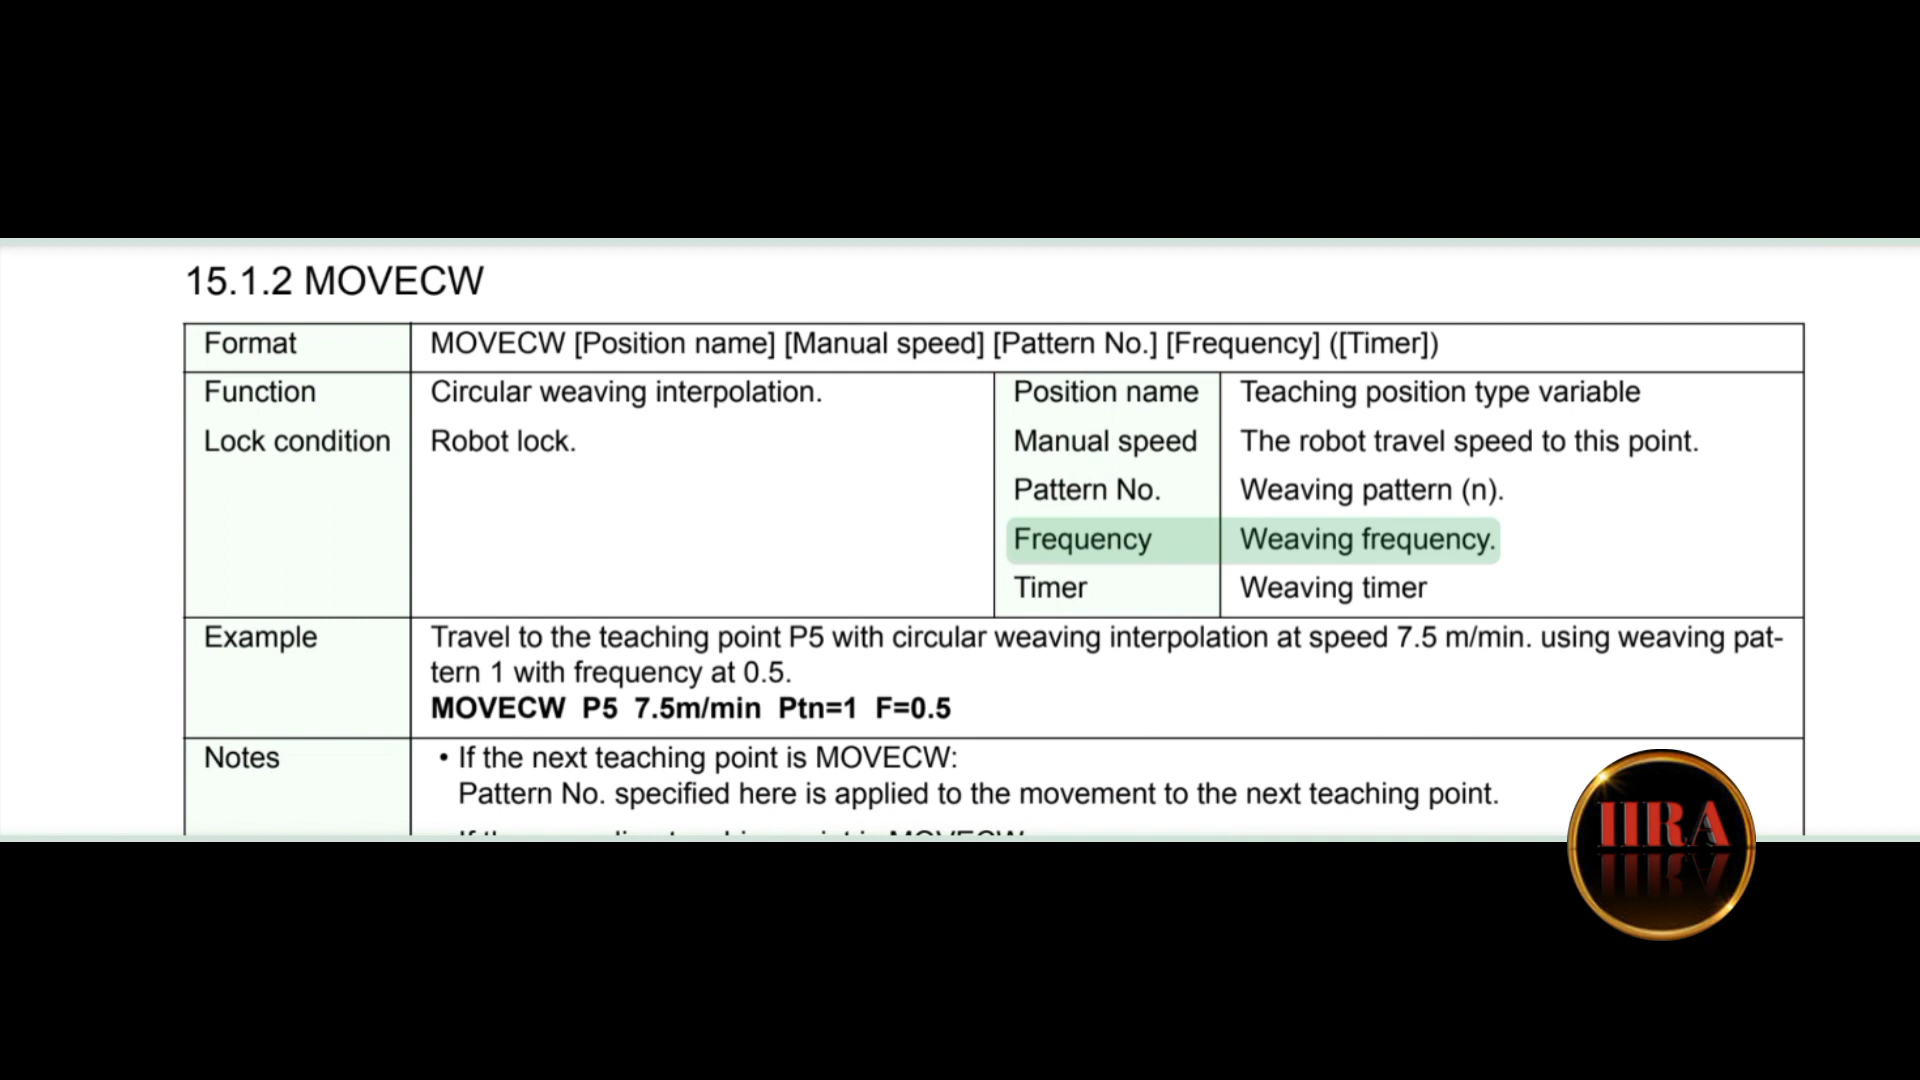 15.1.2 MOVECW
Format MOVECW [Position name] [Manual speed] [Pattern No.] [Frequency] ([Timer])
Function Circular weaving interpolation. Position name Teaching position type variable
Lock condition Robot lock. Manual speed The robot travel speed to this point.
Pattern No. Weaving pattern (n).
Frequency Weaving frequency.
Timer Weaving timer
Example Travel to the teaching point P5 with circular weaving interpolation at speed 7.5 m/min. using weaving pat-
tern 1 with frequency at 0.5.
MOVECW P5 7.5m/min Ptn=1 F=0.5
Notes • If the next teaching point is MOVECW:
Pattern No. specified here is applied to the movement to the next teaching point.
IIRA